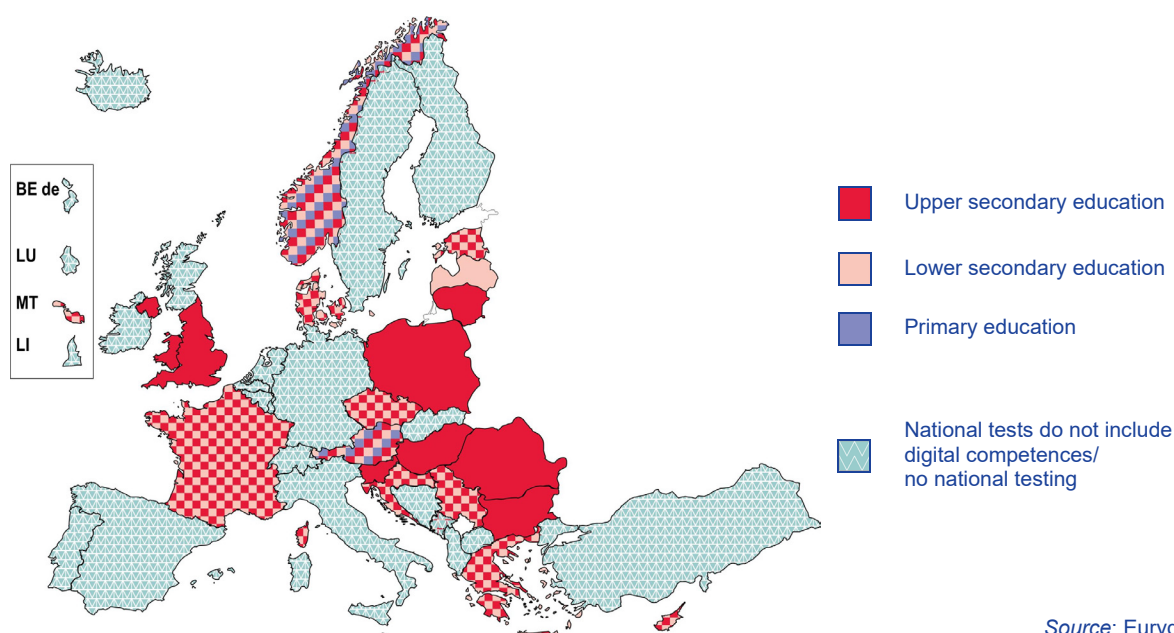 BE de
LU
MT
LI
Upper secondary education
Lower secondary education
Primary education
National tests do not include
digital competences/
no national testing
Source: Euryd